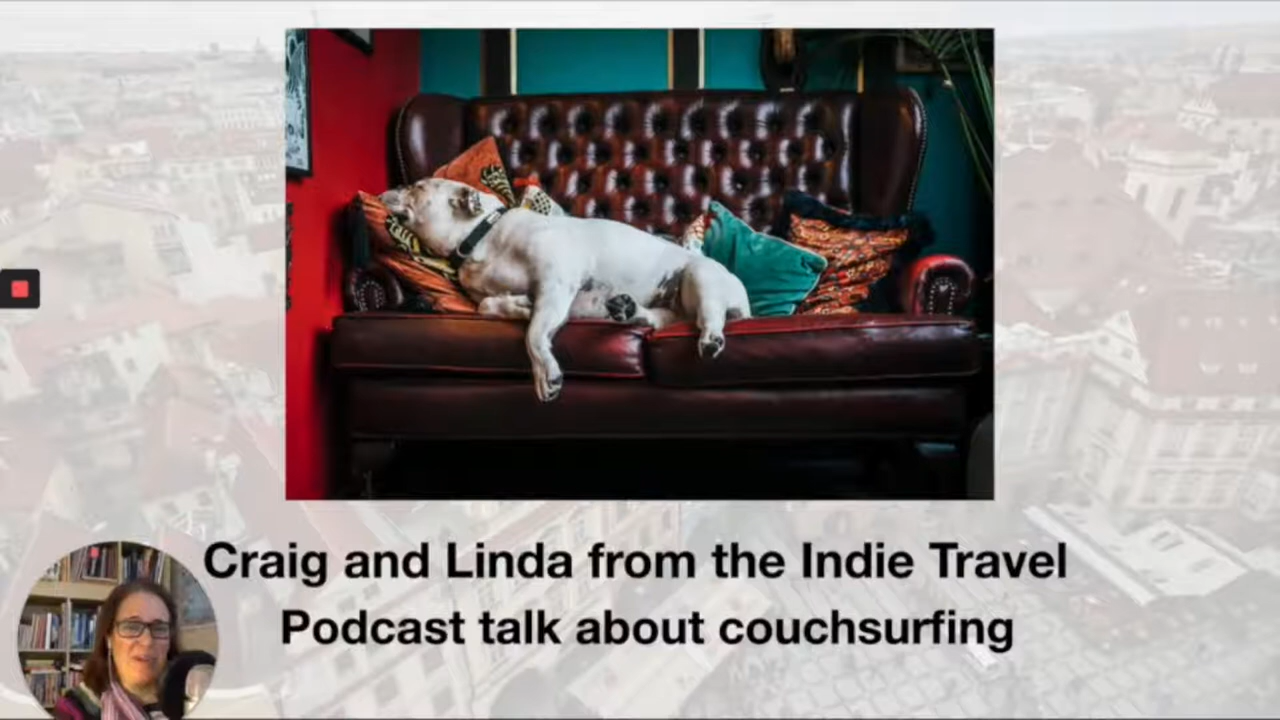 Craig and Linda from the Indie Travel
Podcast talk about couchsurfing